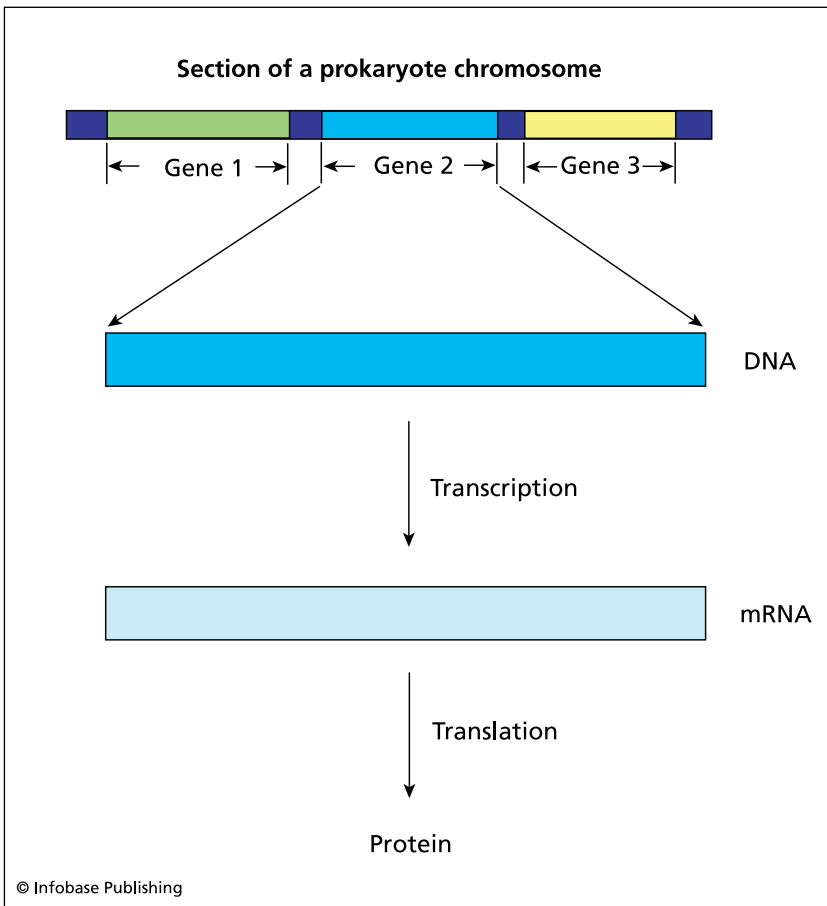 Section of a prokaryote chromosome
Gene 1 Gene 2 Gene 3
DNA
Transcription
mRNA
Translation
Protein
© Infobase Publishing